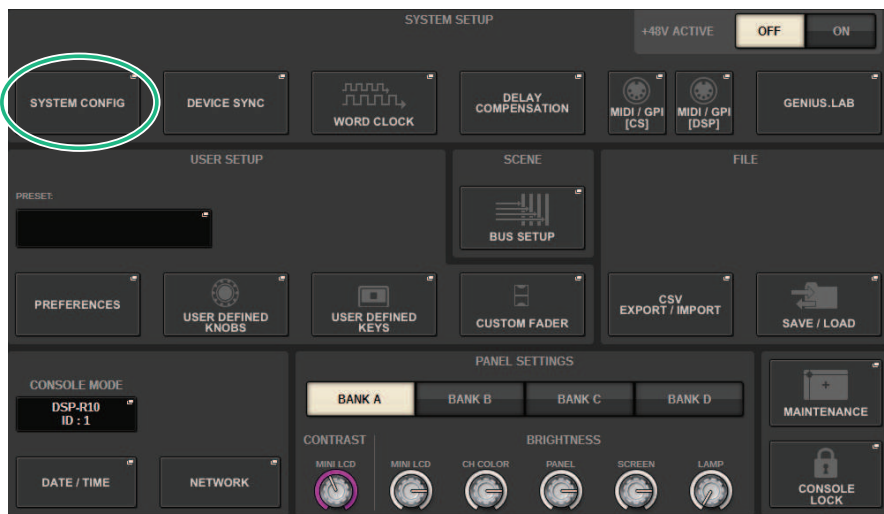 SYSTEM SETUP
+48V ACTIVE
OFF
ON
SYSTEM CONFIG
DEVICE SYNC
WORD CLOCK
DELAY
COMPENSATION
MIDI / GPI
[CS]
MIDI / GPI
[DSP]
GENIUS.LAB
USER SETUP
SCENE
FILE
PRESET:
BUS SETUP
PREFERENCES
USER DEFINED
KNOBS
USER DEFINED
KEYS
CUSTOM FADER
CSV
EXPORT / IMPORT
SAVE / LOAD
CONSOLE MODE
DSP-R10
ID : 1
PANEL SETTINGS
BANK A
BANK B
BANK C
BANK D
MAINTENANCE
CONTRAST
BRIGHTNESS
MINI LCD
MINI LCD
CH COLOR
PANEL
SCREEN
LAMP
DATE / TIME
NETWORK
CONSOLE
LOCK